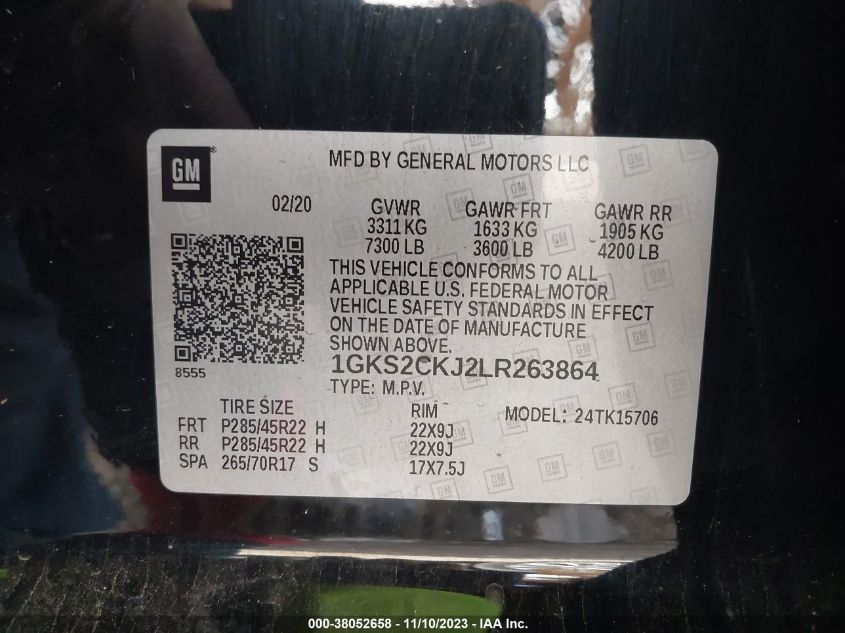 GM
MFD BY GENERAL MOTORS LLC
02/20
GVWR GAWR FRT GAWR RR
3311 KG 1633 KG 1905 KG
7300 LB 3600 LB 4200 LB
THIS VEHICLE CONFORMS TO ALL
APPLICABLE U.S. FEDERAL MOTOR
VEHICLE SAFETY STANDARDS IN EFFECT
ON THE DATE OF MANUFACTURE
SHOWN ABOVE.
8555
1GKS2CKJ2LR263864
TYPE: M.P.V.
TIRE SIZE RIM MODEL: 24TK15706
FRT P285/45R22 H 22X9J
RR P285/45R22 H 22X9J
SPA 265/70R17 S 17X7.5J
000-38052658 - 11/10/2023 - IAA Inc.